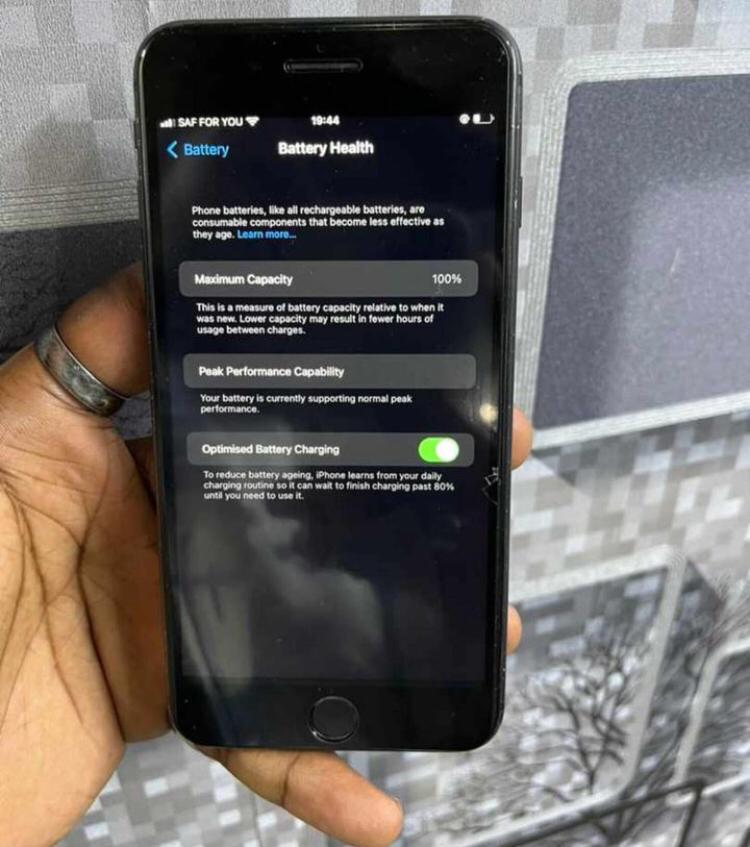 SAF FOR YOU 19:44
Battery Battery Health
Phone batteries, like all rechargeable batteries, are
consumable components that become less effective as
they age. Learn more...
Maximum Capacity 100%
This is a measure of battery capacity relative to when it
was new. Lower capacity may result in fewer hours of
usage between charges.
Peak Performance Capability
Your battery is currently supporting normal peak
performance.
Optimised Battery Charging
To reduce battery ageing, iPhone learns from your daily
charging routine so it can wait to finish charging past 80%
until you need to use it.